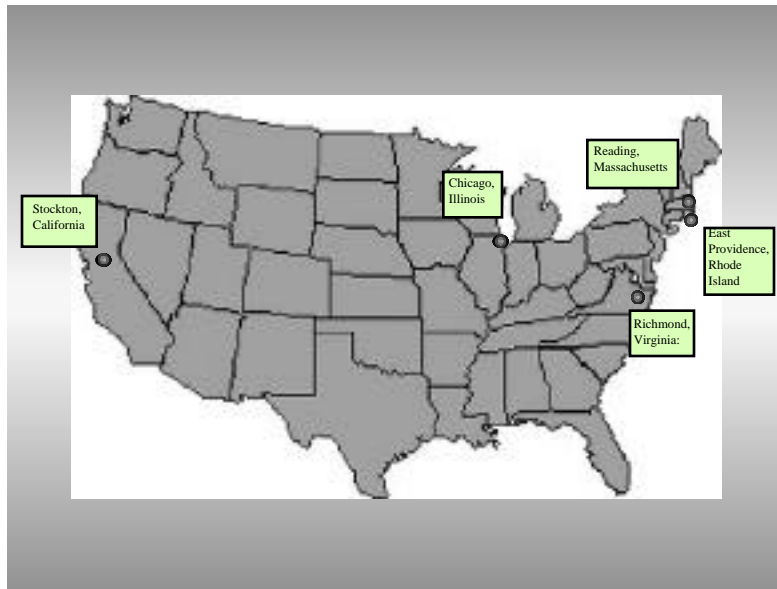 Reading,
Massachusetts
Chicago,
Illinois
Stockton,
California
East
Providence,
Rhode
Island
Richmond,
Virginia: